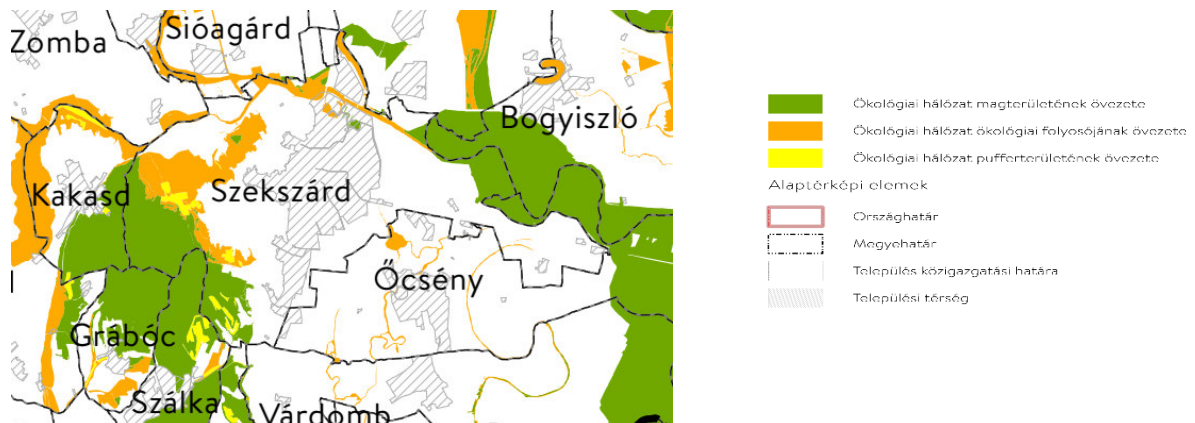 Zomba
Sióagárd
Bogyiszló
Kakasd
Szekszárd
Őcsény
Grábóc
Szálka
Várdomb
Ökológiai hálózat magterületének övezete
Ökológiai hálózat ökológiai folyosójának övezete
Ökológiai hálózat pufferterületének övezete
Alaptérképi elemek
Országhatár
Megyehatár
Település közigazgatási határa
Települési térség